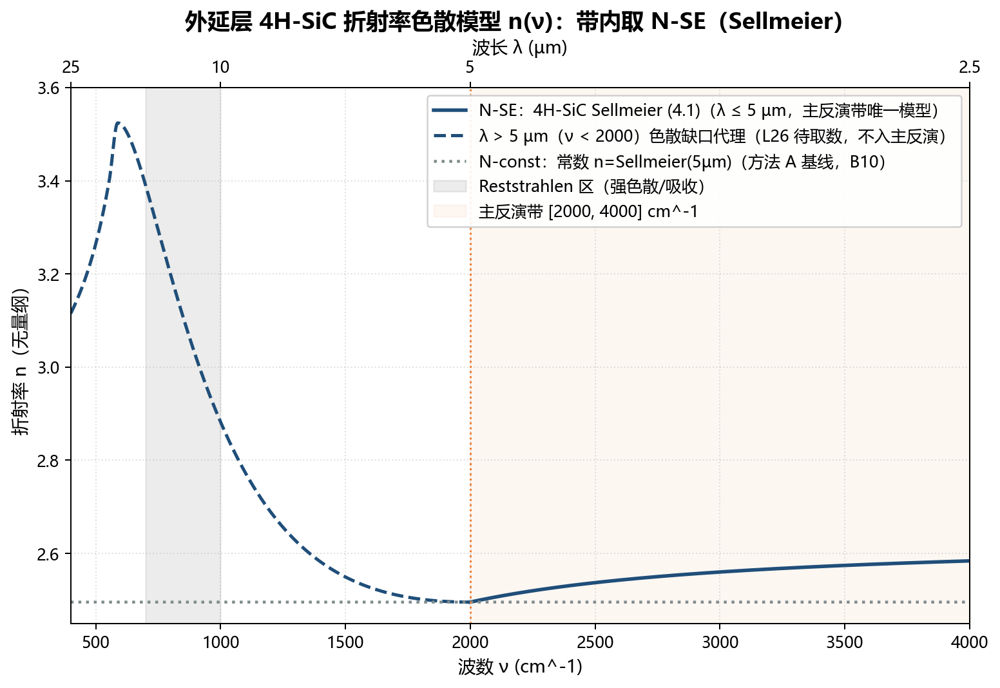 外延层 4H-SiC 折射率色散模型 n(ν)：带内取 N-SE（Sellmeier）
波长 λ (μm)
25 10 5 2.5
N-SE：4H-SiC Sellmeier (4.1)（λ ≤ 5 μm，主反演带唯一模型）
λ > 5 μm（ν < 2000）色散缺口代理（L26 待取数，不入主反演）
N-const：常数 n=Sellmeier(5μm)（方法 A 基线，B10）
Reststrahlen 区（强色散/吸收）
主反演带 [2000, 4000] cm^-1
折射率 n（无量纲）
3.6
3.4
3.2
3.0
2.8
2.6
500 1000 1500 2000 2500 3000 3500 4000
波数 ν (cm^-1)